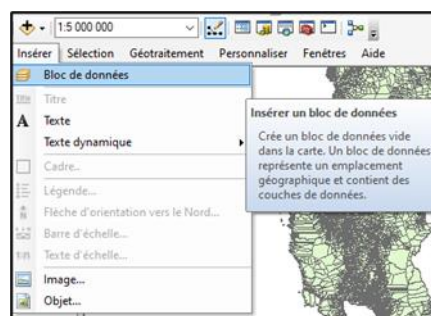 1:5 000 000
Insérer Sélection Géotraitement Personnaliser Fenêtres Aide
Bloc de données
Titre
A Texte
Texte dynamique
Cadre..
Légende...
Flèche d'orientation vers le Nord...
Barre d'échelle...
Texte d'échelle...
Image...
Objet...
Insérer un bloc de données
Crée un bloc de données vide
dans la carte. Un bloc de données
représente un emplacement
géographique et contient des
couches de données.